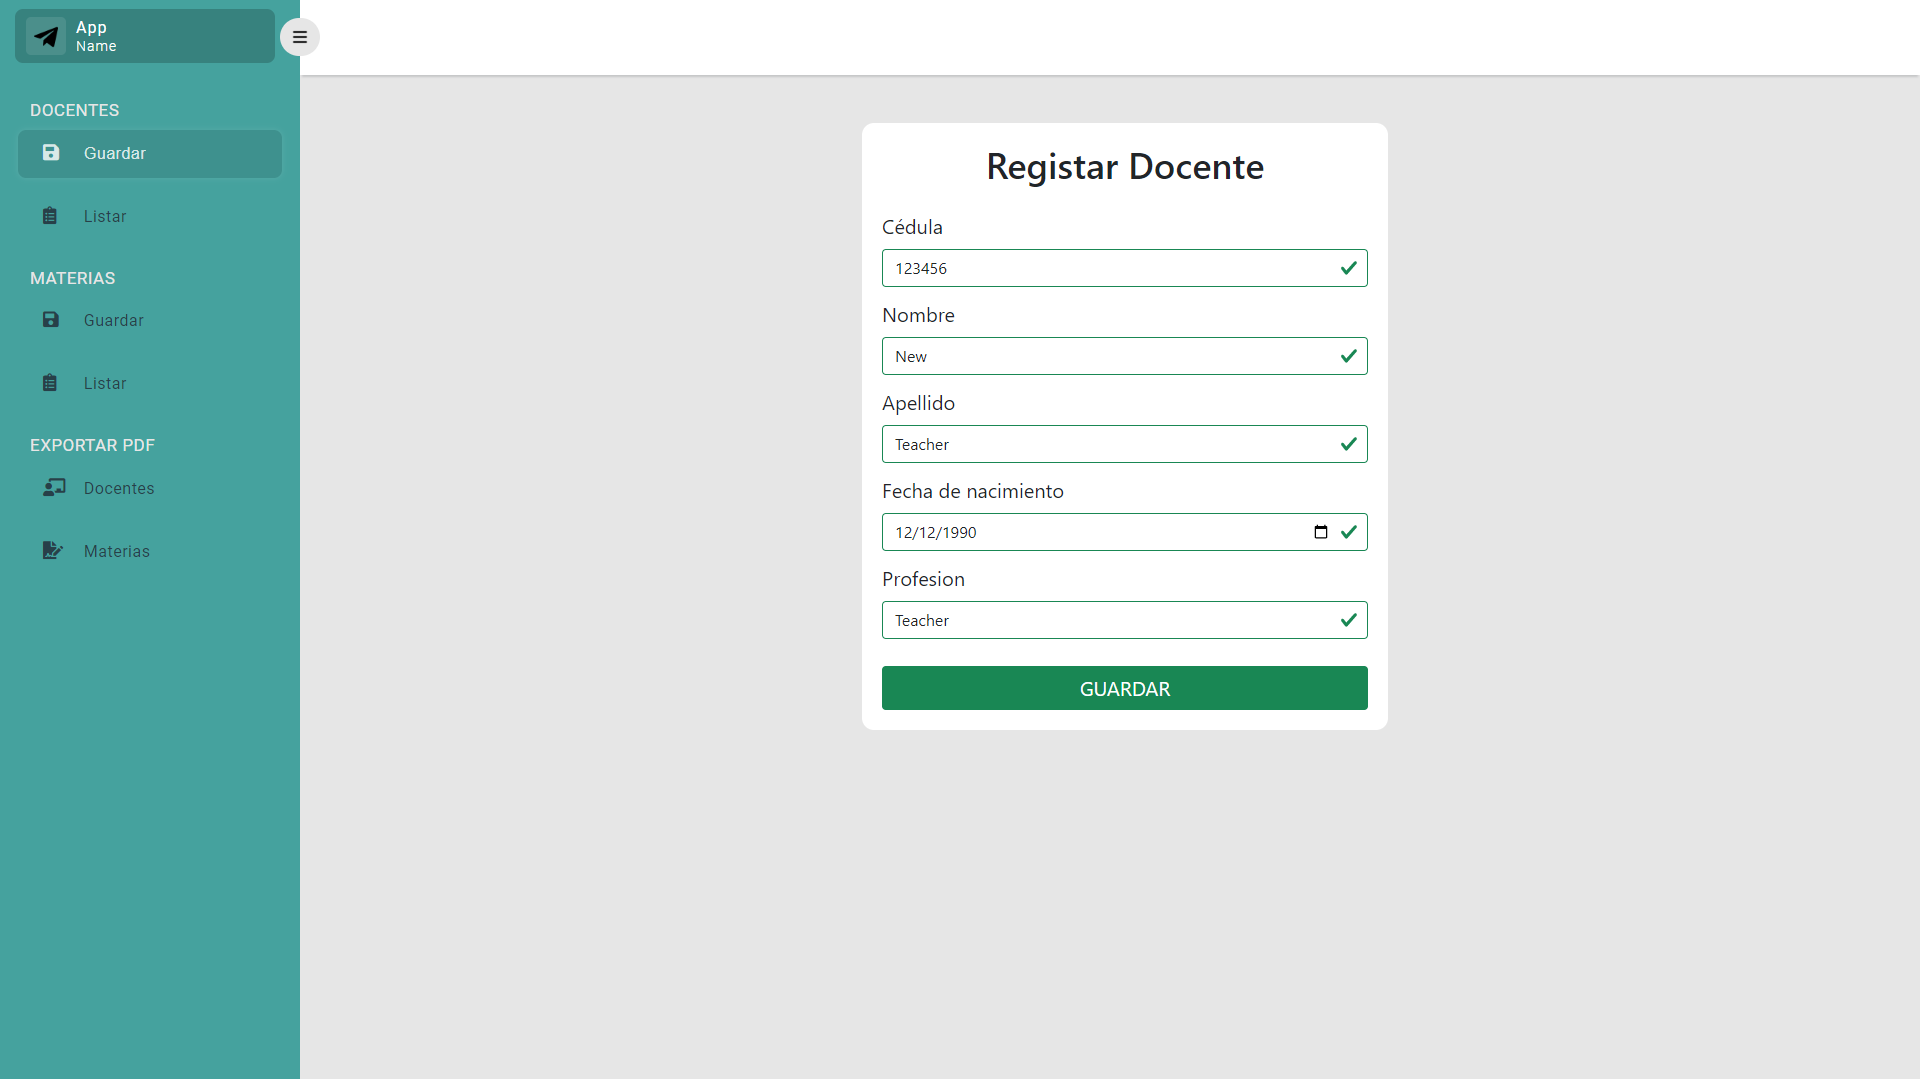 App
Name
DOCENTES
Guardar
Listar
MATERIAS
Guardar
Listar
EXPORTAR PDF
Docentes
Materias
Registar Docente
Cédula
123456
Nombre
New
Apellido
Teacher
Fecha de nacimiento
12/12/1990
Profesion
Teacher
GUARDAR